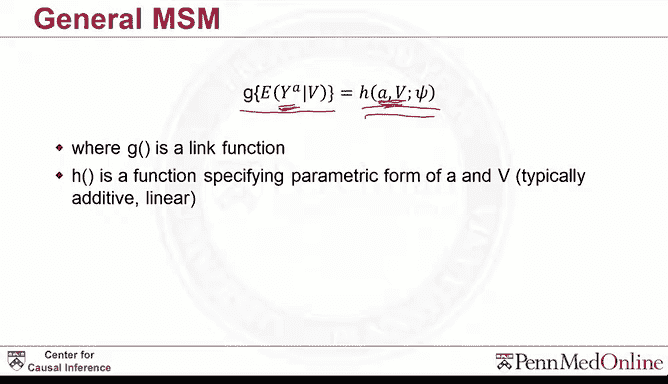 General MSM
g{E(Yᵃ|V)} = h(a, V; ψ)
where g() is a link function
h() is a function specifying parametric form of a and V (typically
additive, linear)
Center for
Causal Inference
PennMedOnline